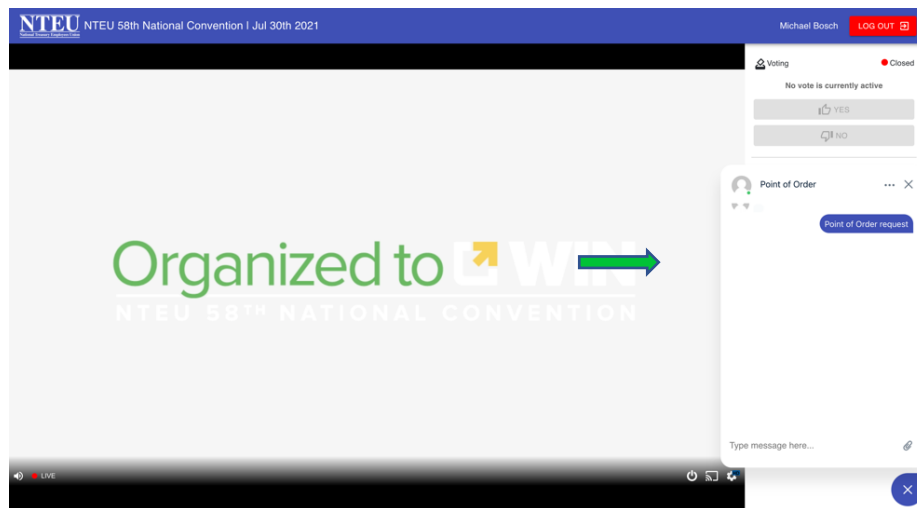 NTEU
National Treasury Employees Union
NTEU 58th National Convention I Jul 30th 2021
Michael Bosch
LOG OUT
Voting
Closed
No vote is currently active
YES
NO
Point of Order
Point of Order request
Organized to WIN
NTEU 58TH NATIONAL CONVENTION
Type message here...
LIVE